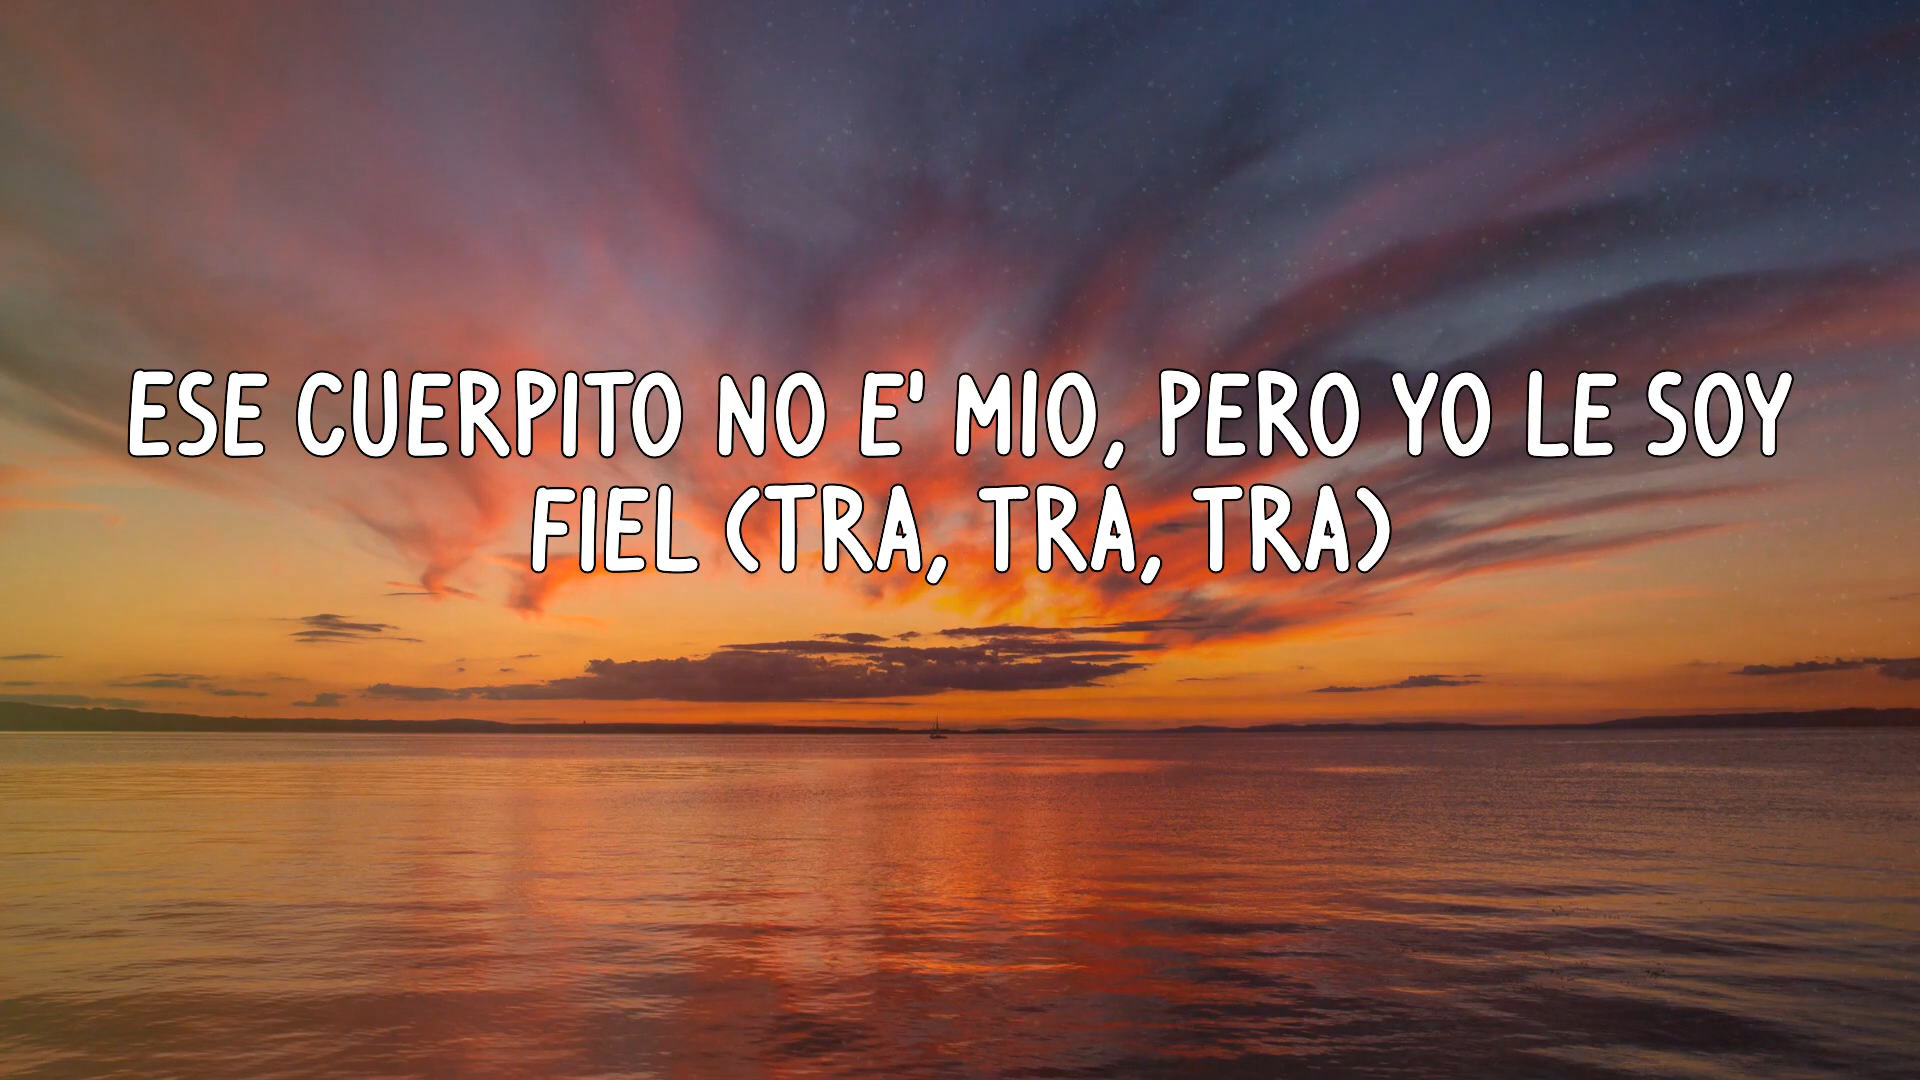 ESE CUERPITO NO E' MIO, PERO YO LE SOY
FIEL (TRA, TRA, TRA)